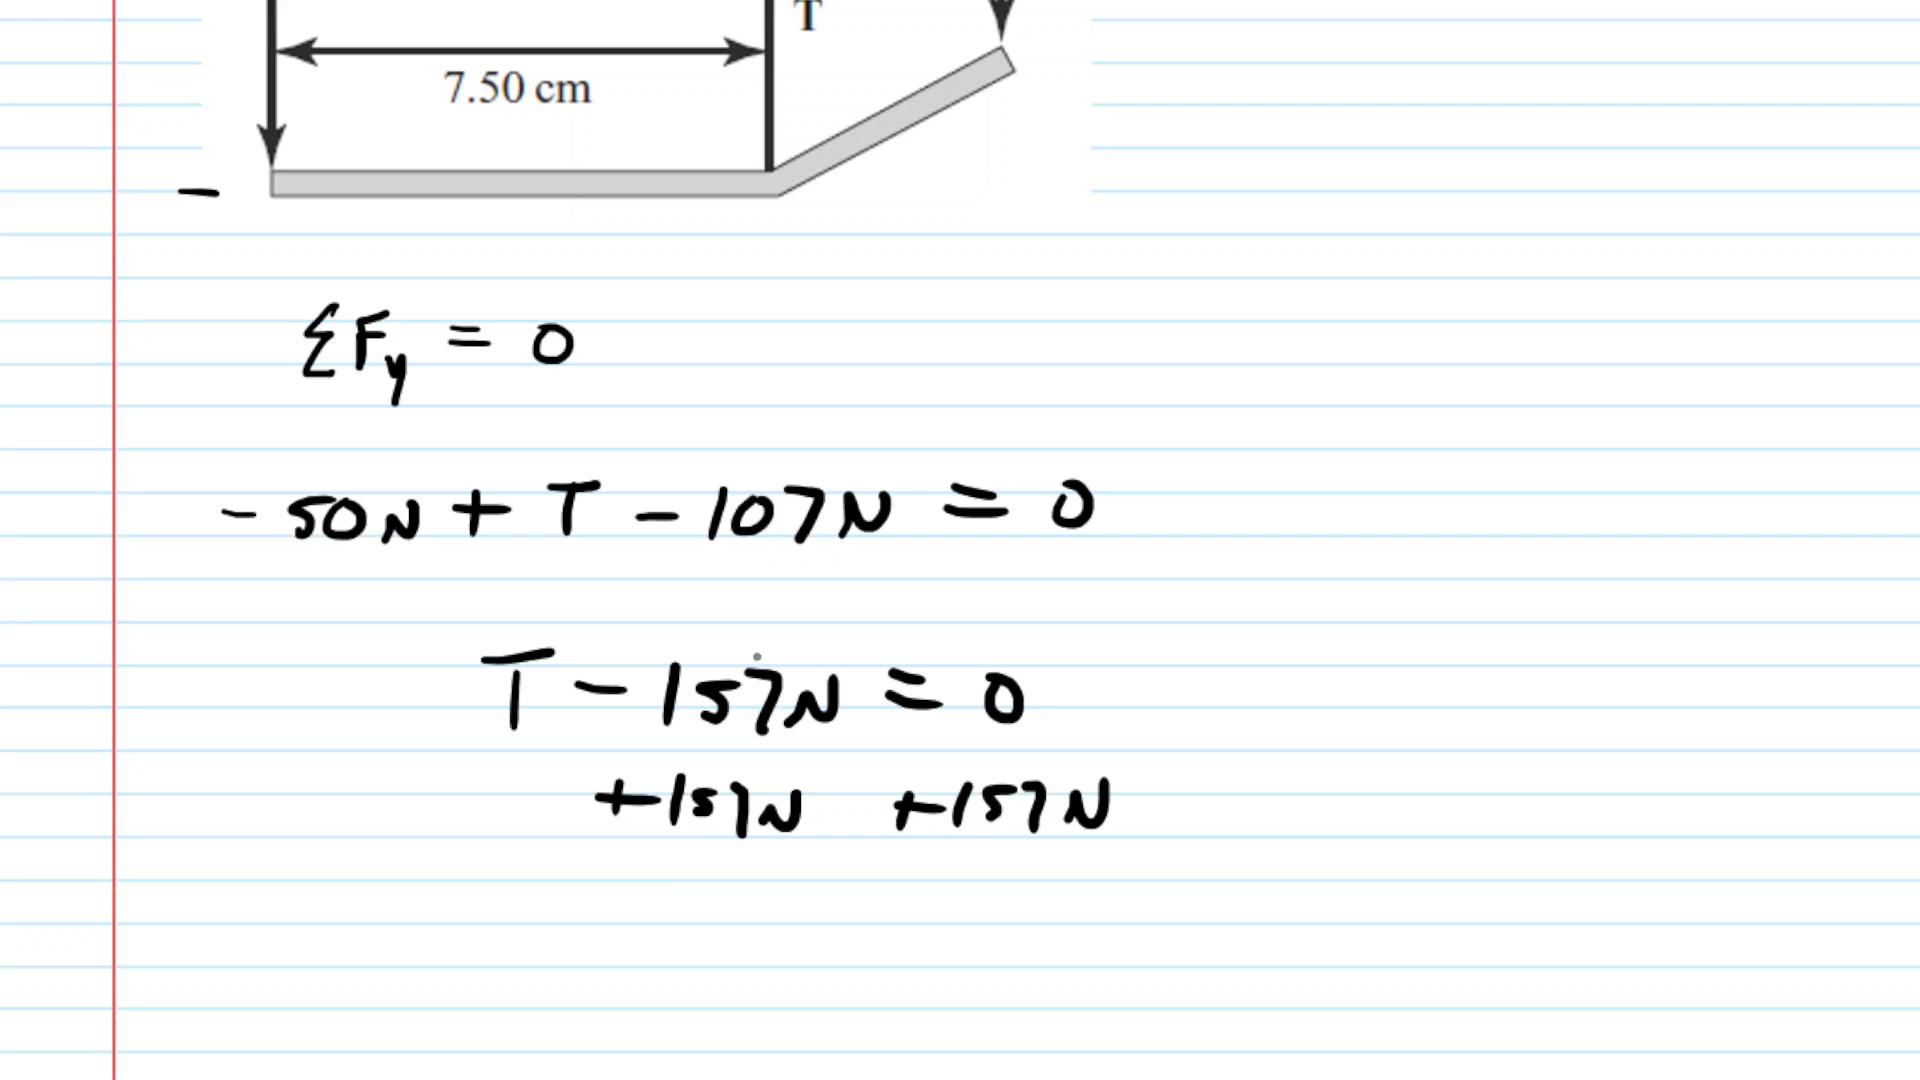 T
7.50 cm
-
ΣFy = 0
- 50N + T - 107N = 0
T - 157N = 0
+157N +157N